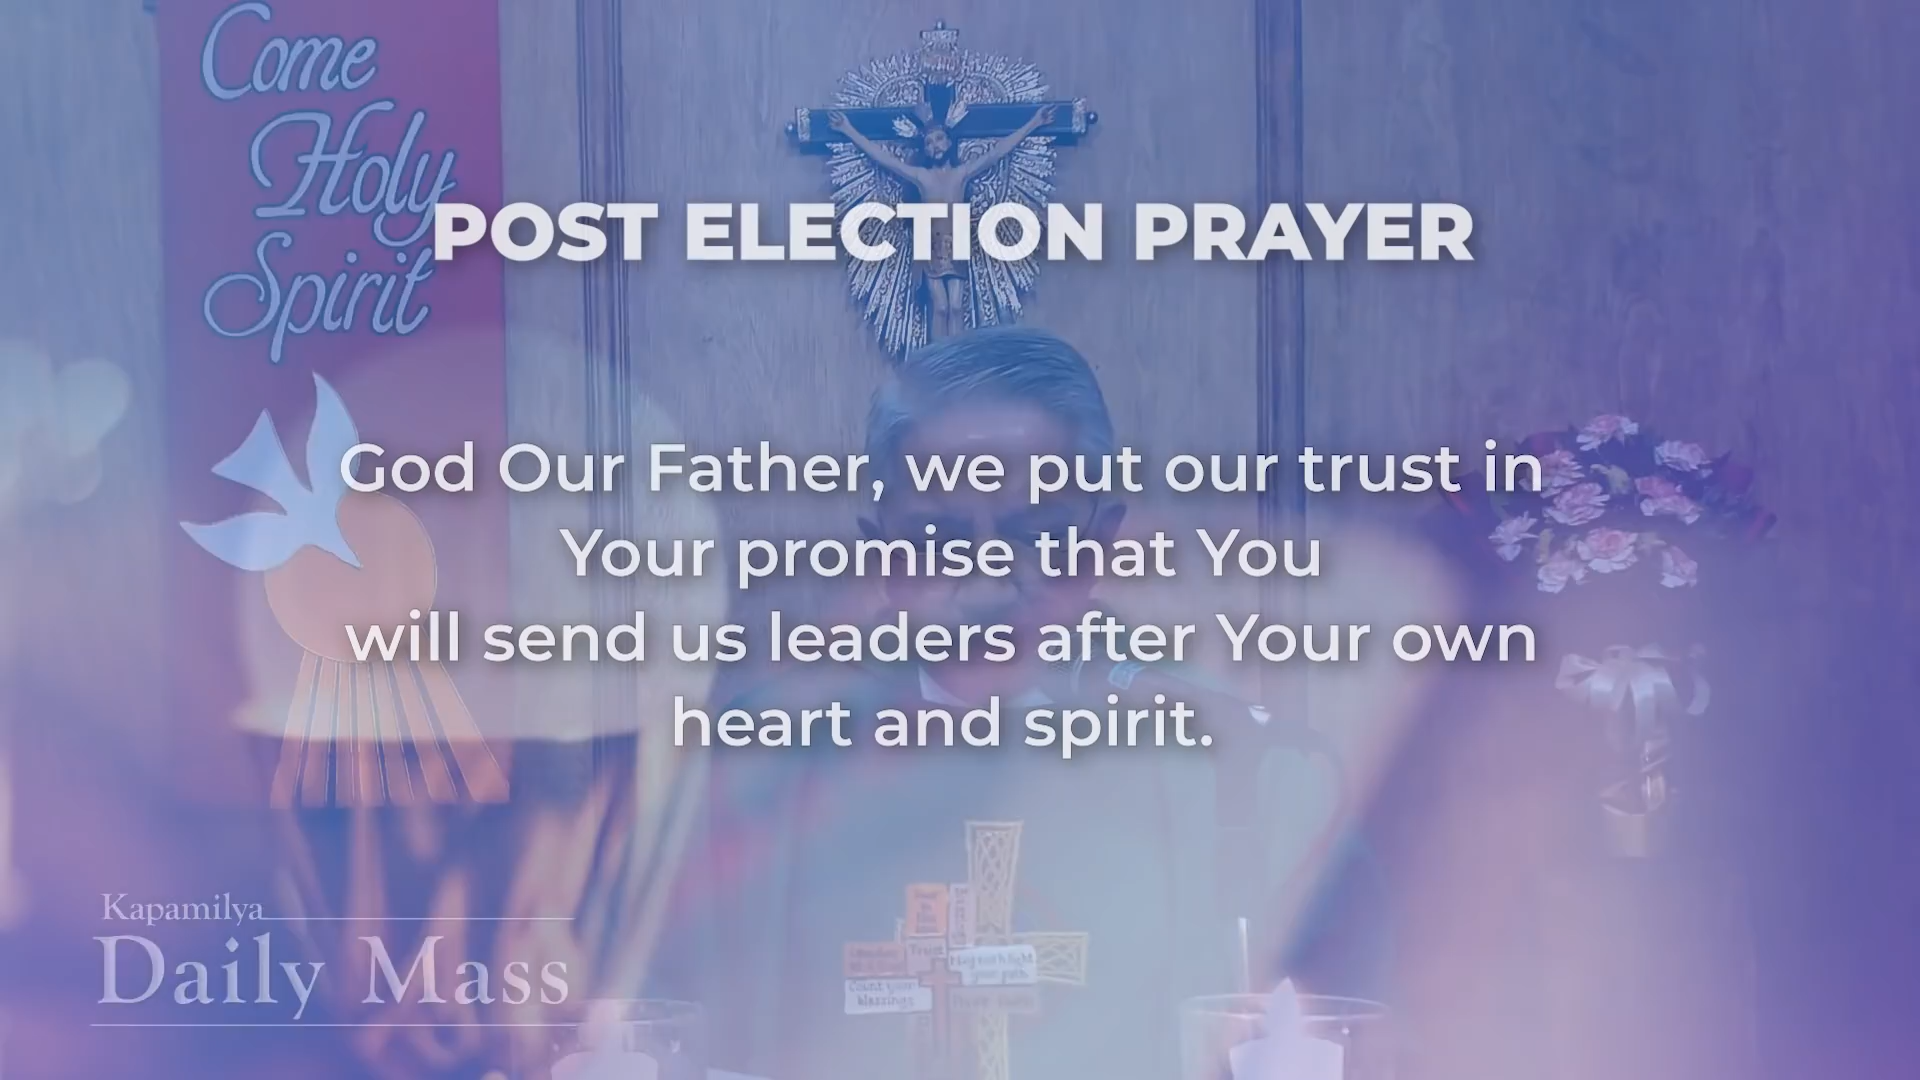 Come
Holy
Spirit
POST ELECTION PRAYER
God Our Father, we put our trust in
Your promise that You
will send us leaders after Your own
heart and spirit.
Trust
Count your
blessings
Kapamilya
Daily Mass